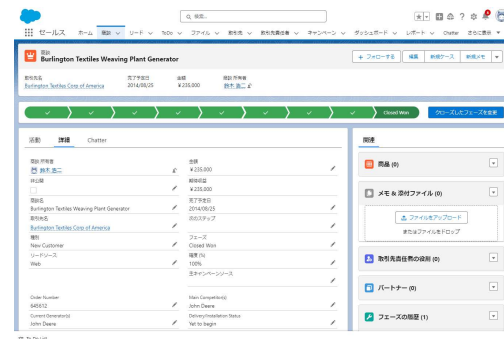 検索...
セールス ホーム 商談 リード ToDo ファイル 取引先 取引先責任者 キャンペーン ダッシュボード レポート Chatter さらに表示
商談
Burlington Textiles Weaving Plant Generator
+ フォローする 編集 新規ケース 新規メモ
取引先名 完了予定日 金額 商談 所有者
Burlington Textiles Corp of America 2014/08/25 ¥235,000 鈴木 浩二
Closed Won クローズしたフェーズを変更
活動 詳細 Chatter
商談 所有者 金額
鈴木 浩二 ¥235,000
非公開 期待収益
¥235,000
商談名 完了予定日
Burlington Textiles Weaving Plant Generator 2014/08/25
取引先名 次のステップ
Burlington Textiles Corp of America
種別 フェーズ
New Customer Closed Won
リードソース 確度 (%)
Web 100%
主キャンペーンソース
Order Number Main Competitor(s)
645612 John Deere
Current Generator(s) Delivery/Installation Status
John Deere Yet to begin
関連
商品 (0)
メモ & 添付ファイル (0)
ファイルをアップロード
またはファイルをドロップ
取引先責任者の役割 (0)
パートナー (0)
フェーズの履歴 (1)